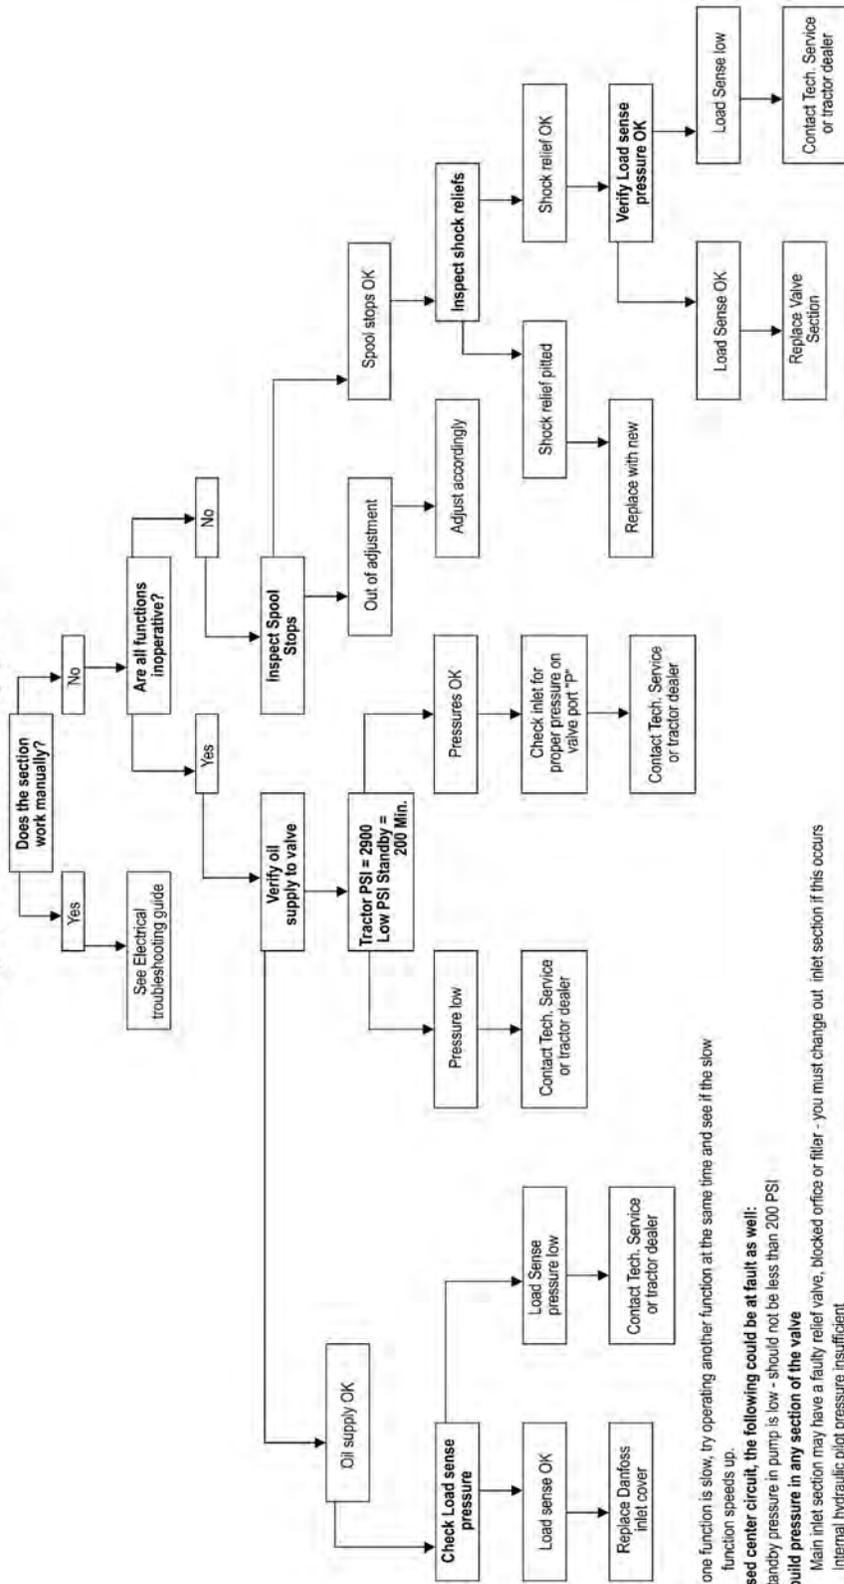 Does the section
work manually?
Yes
No
See Electrical
troubleshooting guide
Are all functions
inoperative?
Yes
No
Verify oil
supply to valve
Inspect Spool
Stops
Oil supply OK
Tractor PSI = 2900
Low PSI Standby =
200 Min.
Out of adjustment
Spool stops OK
Check Load sense
pressure
Pressure low
Pressures OK
Adjust accordingly
Inspect shock reliefs
Load sense OK
Load Sense
pressure low
Contact Tech. Service
or tractor dealer
Check inlet for
proper pressure on
valve port "P"
Shock relief pitted
Shock relief OK
Replace Danfoss
inlet cover
Contact Tech. Service
or tractor dealer
Contact Tech. Service
or tractor dealer
Replace with new
Verify Load sense
pressure OK
Load Sense OK
Load Sense low
Replace Valve
Section
Contact Tech. Service
or tractor dealer
one function is slow, try operating another function at the same time and see if the slow
function speeds up.
sed center circuit, the following could be at fault as well:
tandby pressure in pump is low - should not be less than 200 PSI
uild pressure in any section of the valve
Main inlet section may have a faulty relief valve, blocked orfice or fitler - you must change out inlet section if this occurs
Internal hydraulic pilot pressure insufficient